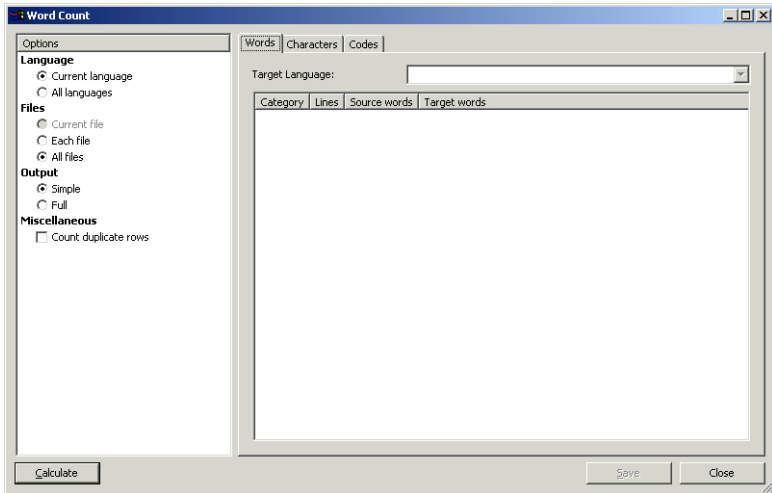 Word Count
Options
Language
Current language
All languages
Files
Current file
Each file
All files
Output
Simple
Full
Miscellaneous
Count duplicate rows
Words Characters Codes
Target Language:
Category Lines Source words Target words
Calculate Save Close